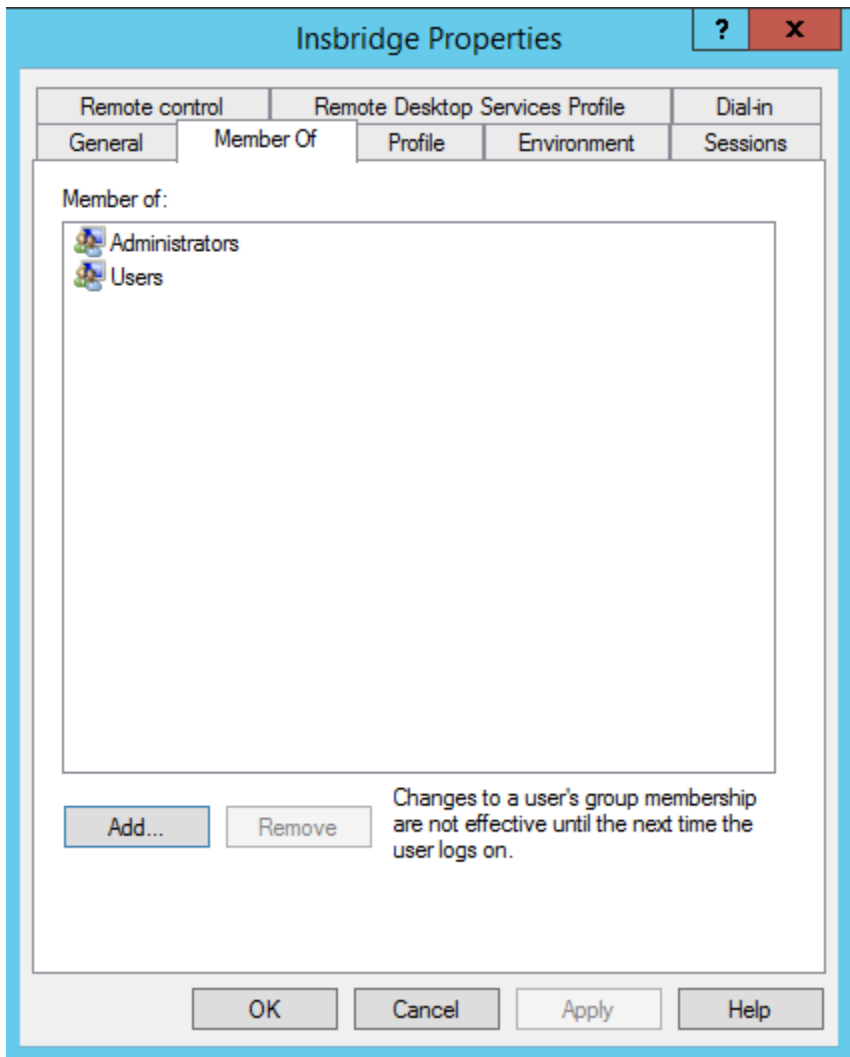 Insbridge Properties
?
x
Remote control
Remote Desktop Services Profile
Dial-in
General
Member Of
Profile
Environment
Sessions
Member of:
Administrators
Users
Add...
Remove
Changes to a user's group membership
are not effective until the next time the
user logs on.
OK
Cancel
Apply
Help